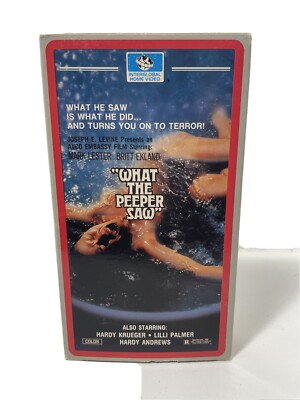 INTERGLOBAL
HOME VIDEO
WHAT HE SAW
IS WHAT HE DID...
AND TURNS YOU ON TO TERROR!
JOSEPH E. LEVINE Presents an
AVCO EMBASSY FILM Starring:
MARK LESTER BRITT EKLAND
"WHAT
THE
PEEPER
SAW"
ALSO STARRING:
HARDY KRUEGER • LILLI PALMER
COLOR HARDY ANDREWS R